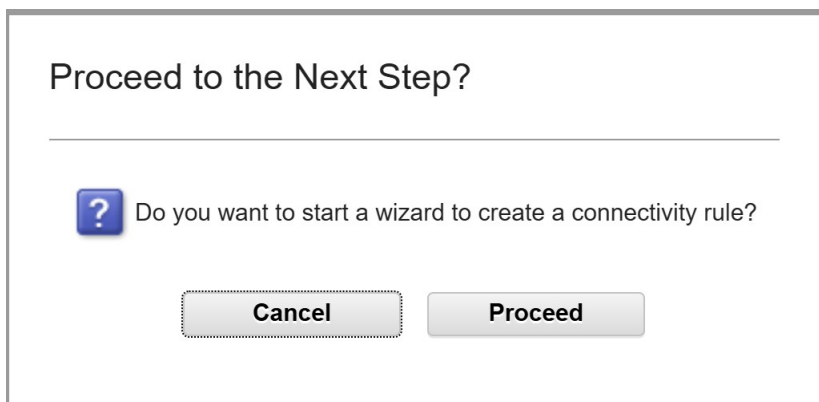 Proceed to the Next Step?
? Do you want to start a wizard to create a connectivity rule?
Cancel Proceed